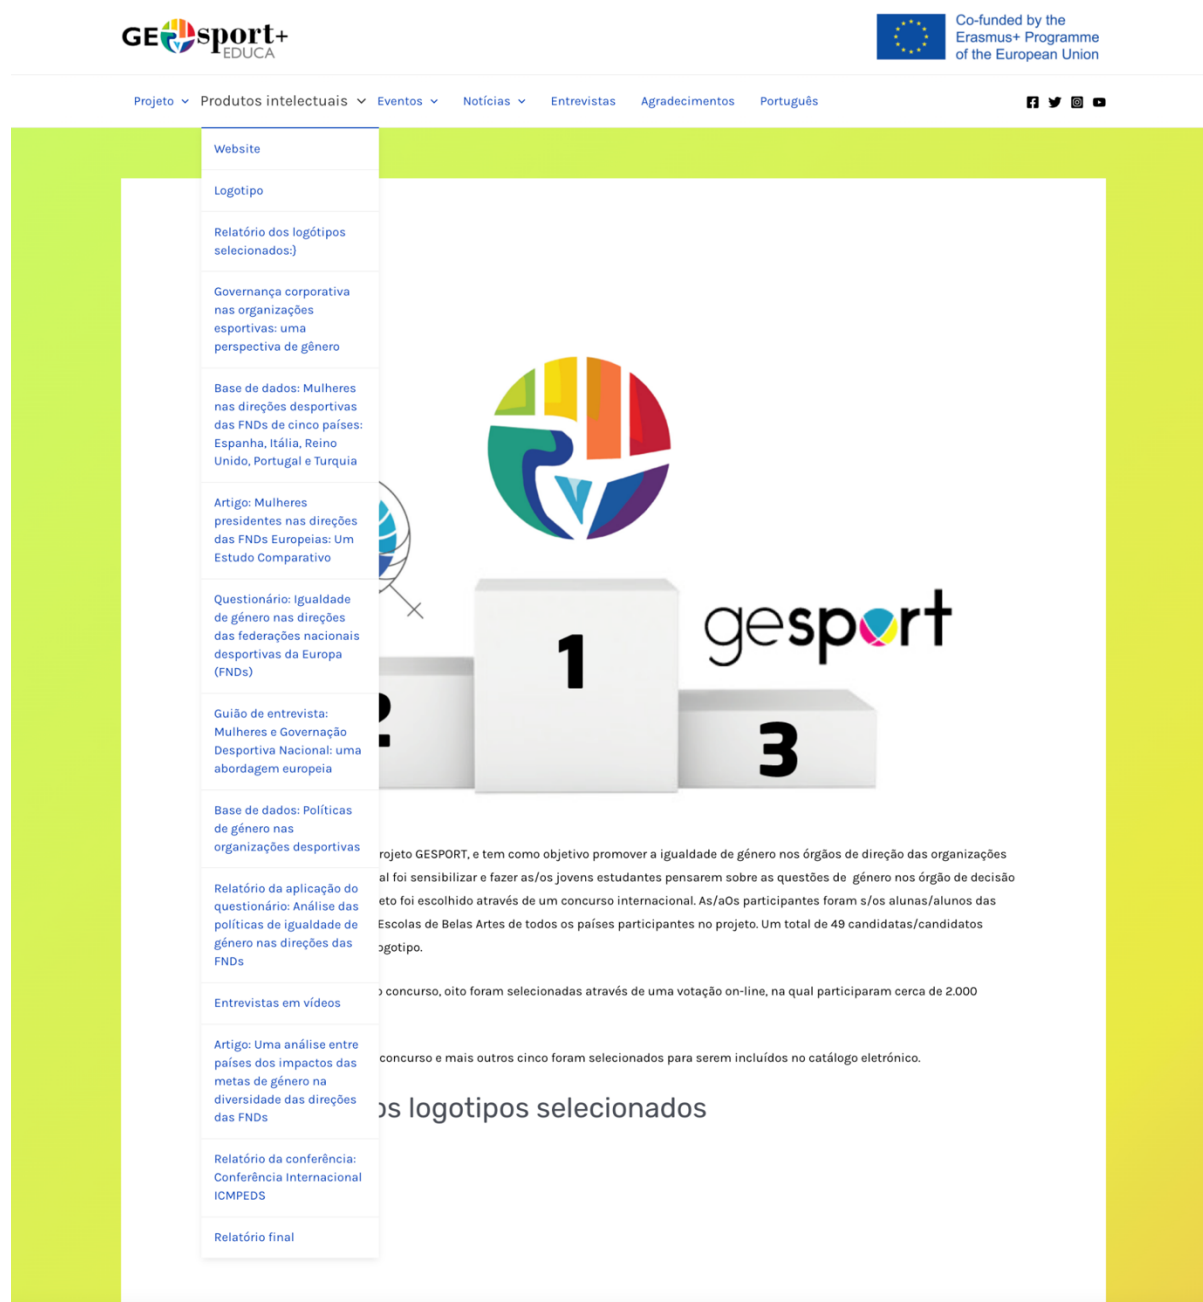 GEsport+
EDUCA
Co-funded by the
Erasmus+ Programme
of the European Union
Projeto
Produtos intelectuais
Eventos
Notícias
Entrevistas
Agradecimentos
Português
Website
Logotipo
Relatório dos logótipos
selecionados:}
Governança corporativa
nas organizações
esportivas: uma
perspectiva de gênero
Base de dados: Mulheres
nas direções desportivas
das FNDs de cinco países:
Espanha, Itália, Reino
Unido, Portugal e Turquia
Artigo: Mulheres
presidentes nas direções
das FNDs Europeias: Um
Estudo Comparativo
Questionário: Igualdade
de género nas direções
das federações nacionais
desportivas da Europa
(FNDs)
Guião de entrevista:
Mulheres e Governação
Desportiva Nacional: uma
abordagem europeia
Base de dados: Políticas
de género nas
organizações desportivas
Relatório da aplicação do
questionário: Análise das
políticas de igualdade de
género nas direções das
FNDs
Entrevistas em vídeos
Artigo: Uma análise entre
países dos impactos das
metas de género na
diversidade das direções
das FNDs
Relatório da conferência:
Conferência Internacional
ICMPEDS
Relatório final
1
gesport
2
3
rojeto GESPORT, e tem como objetivo promover a igualdade de género nos órgãos de direção das organizações
al foi sensibilizar e fazer as/os jovens estudantes pensarem sobre as questões de género nos órgão de decisão
eto foi escolhido através de um concurso internacional. As/aOs participantes foram s/os alunas/alunos das
Escolas de Belas Artes de todos os países participantes no projeto. Um total de 49 candidatas/candidatos
ogotipo.
o concurso, oito foram selecionadas através de uma votação on-line, na qual participaram cerca de 2.000
concurso e mais outros cinco foram selecionados para serem incluídos no catálogo eletrónico.
os logotipos selecionados